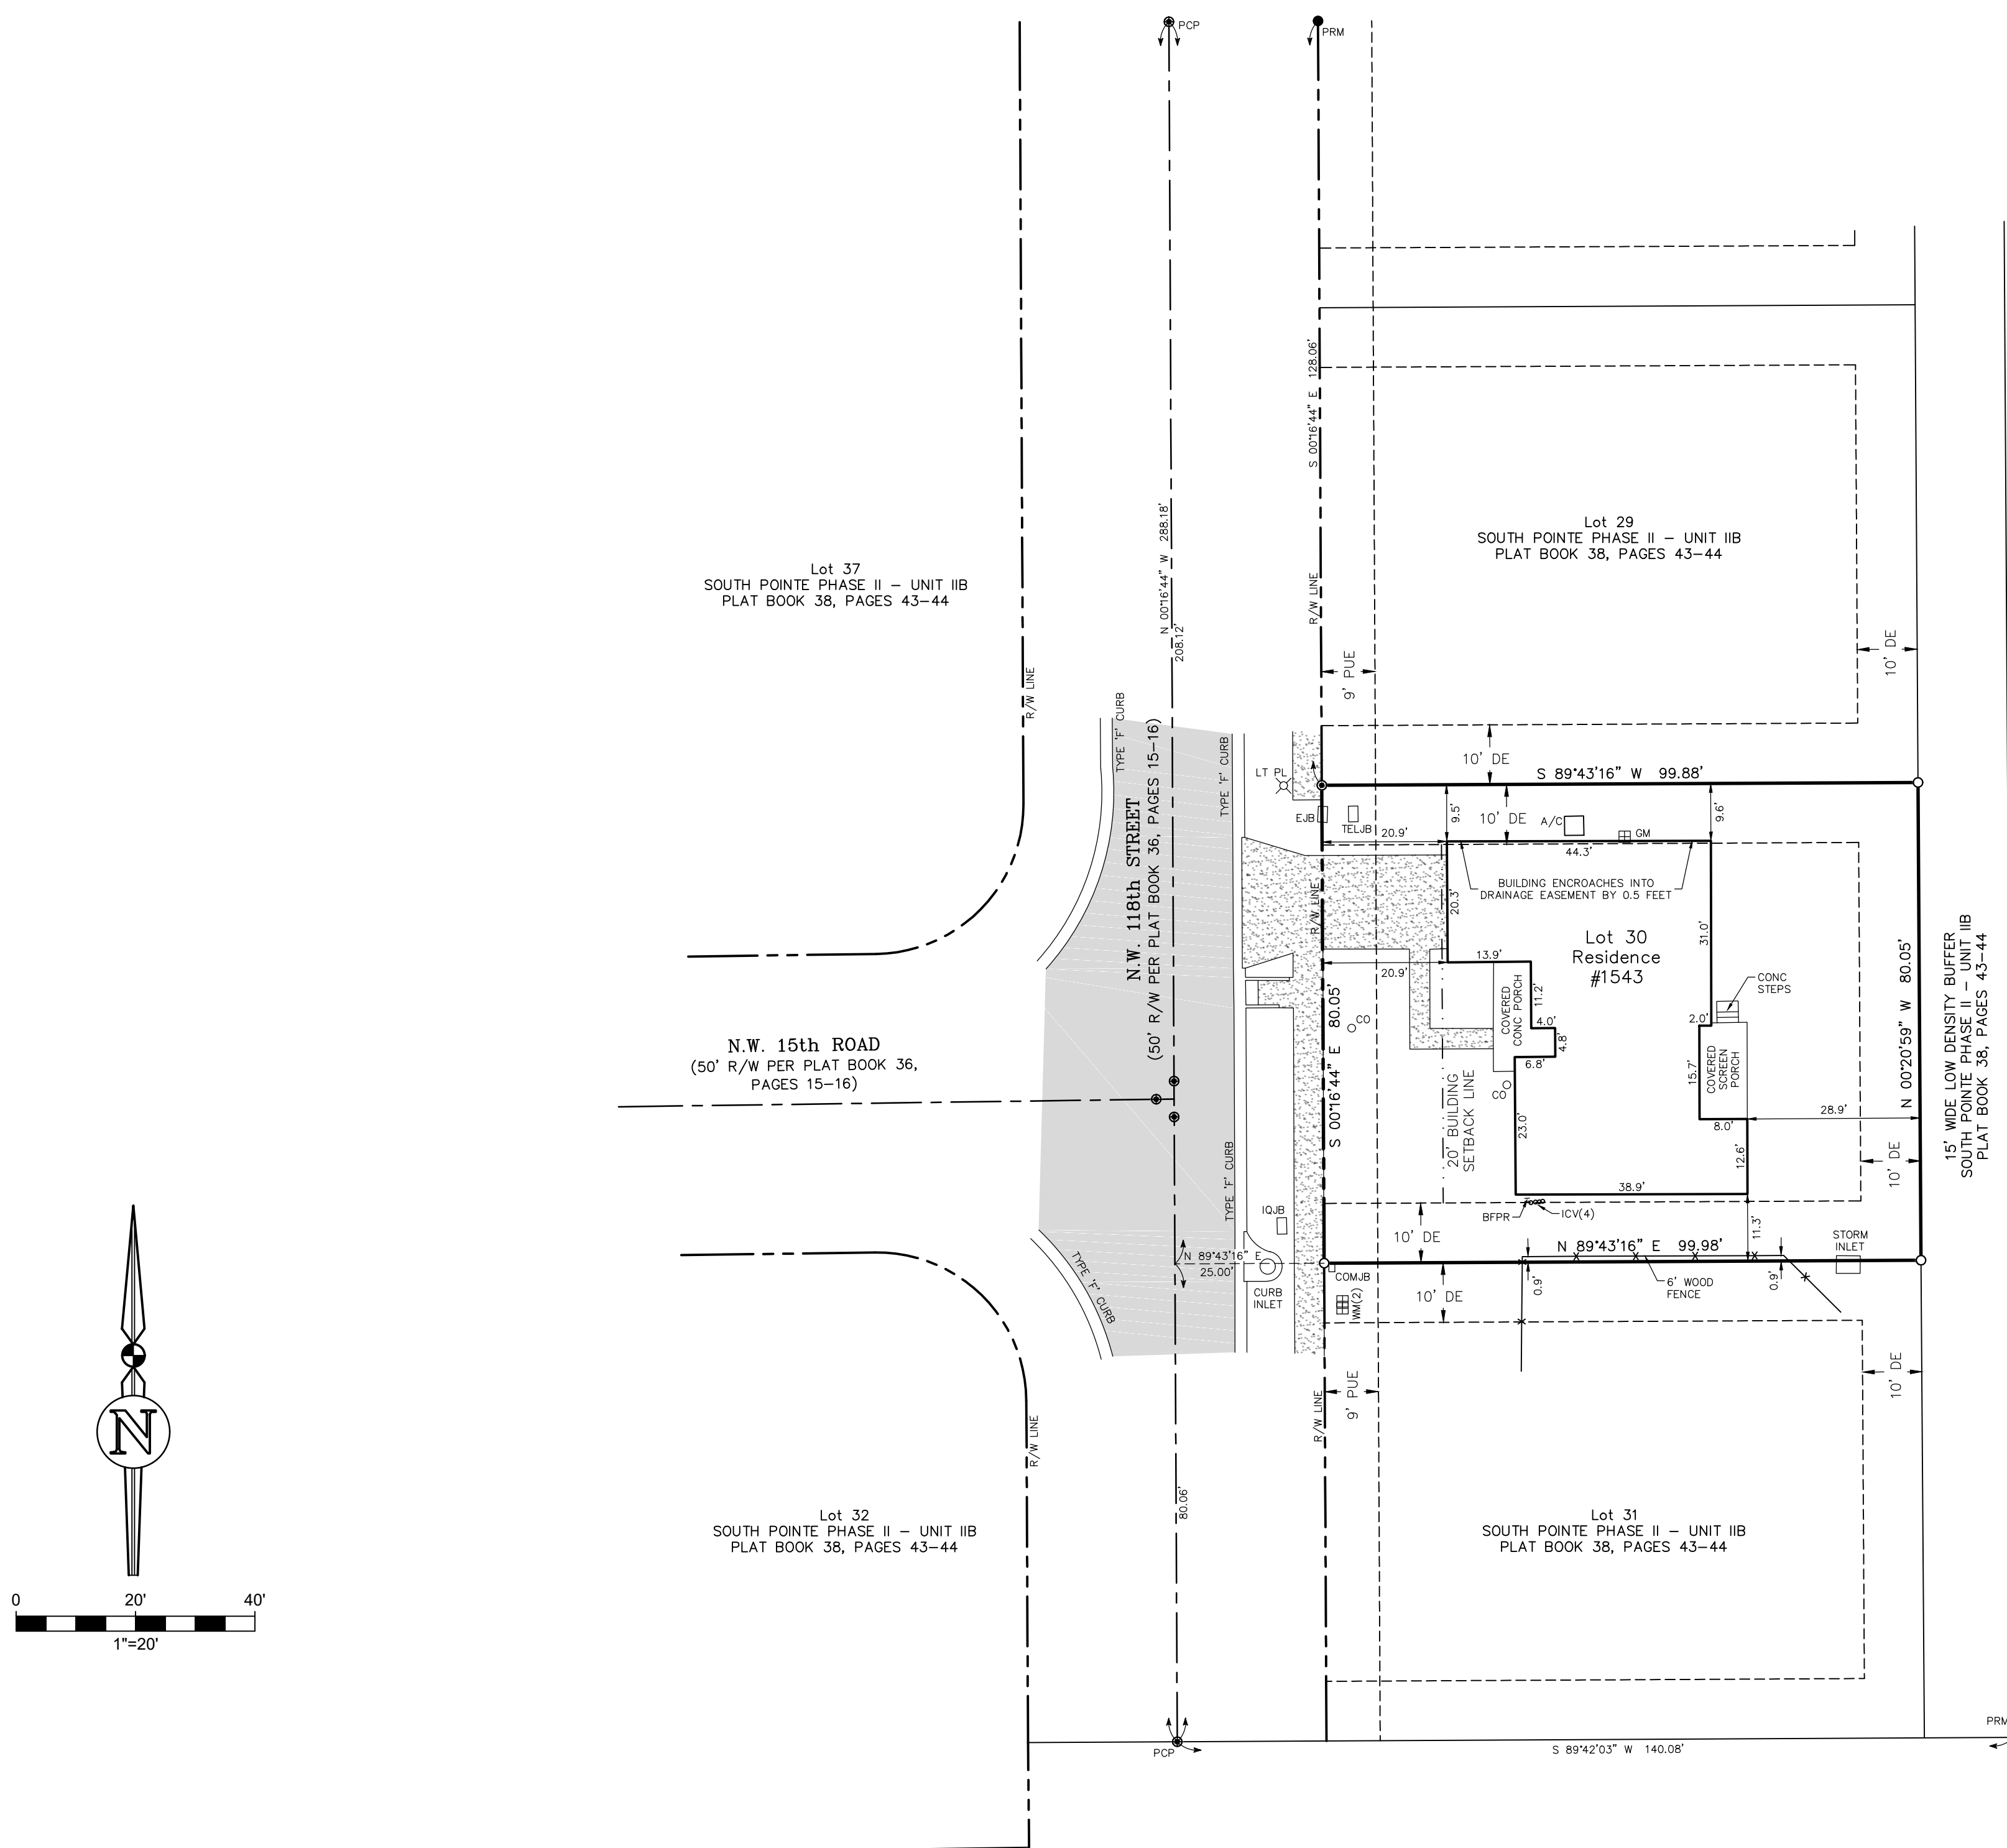 PCP
PRM
S 00°16'44" E 128.06'
N 00°16'44" W 288.18'
208.12'
Lot 29
SOUTH POINTE PHASE II – UNIT IIB
PLAT BOOK 38, PAGES 43–44
Lot 37
SOUTH POINTE PHASE II – UNIT IIB
PLAT BOOK 38, PAGES 43–44
R/W LINE
R/W LINE
9' PUE
10' DE
TYPE 'F' CURB
TYPE 'F' CURB
N.W. 118th STREET
(50' R/W PER PLAT BOOK 36, PAGES 15–16)
LT PL
10' DE
S 89°43'16" W 99.88'
EJB
TELJB
20.9'
9.5'
10' DE
A/C
GM
9.6'
44.3'
BUILDING ENCROACHES INTO
DRAINAGE EASEMENT BY 0.5 FEET
R/W LINE
20.3'
Lot 30
Residence
#1543
31.0'
13.9'
20.9'
COVERED
CONC PORCH
11.2'
4.0'
4.8'
6.8'
CONC
STEPS
2.0'
15.7'
COVERED
SCREEN
PORCH
CO
CO
S 00°16'44" E 80.05'
N 00°20'59" W 80.05'
15' WIDE LOW DENSITY BUFFER
SOUTH POINTE PHASE II – UNIT IIB
PLAT BOOK 38, PAGES 43–44
N.W. 15th ROAD
(50' R/W PER PLAT BOOK 36,
PAGES 15–16)
20' BUILDING
SETBACK LINE
23.0'
28.9'
8.0'
12.6'
10' DE
38.9'
TYPE 'F' CURB
IQJB
BFPR
ICV(4)
11.3'
10' DE
N 89°43'16" E
25.00'
N 89°43'16" E 99.98'
STORM
INLET
TYPE 'F' CURB
CURB
INLET
COMJB
WM(2)
10' DE
0.9'
6' WOOD
FENCE
0.9'
10' DE
9' PUE
R/W LINE
R/W LINE
80.06'
Lot 32
SOUTH POINTE PHASE II – UNIT IIB
PLAT BOOK 38, PAGES 43–44
Lot 31
SOUTH POINTE PHASE II – UNIT IIB
PLAT BOOK 38, PAGES 43–44
N
0 20' 40'
1"=20'
PCP
S 89°42'03" W 140.08'
PRM